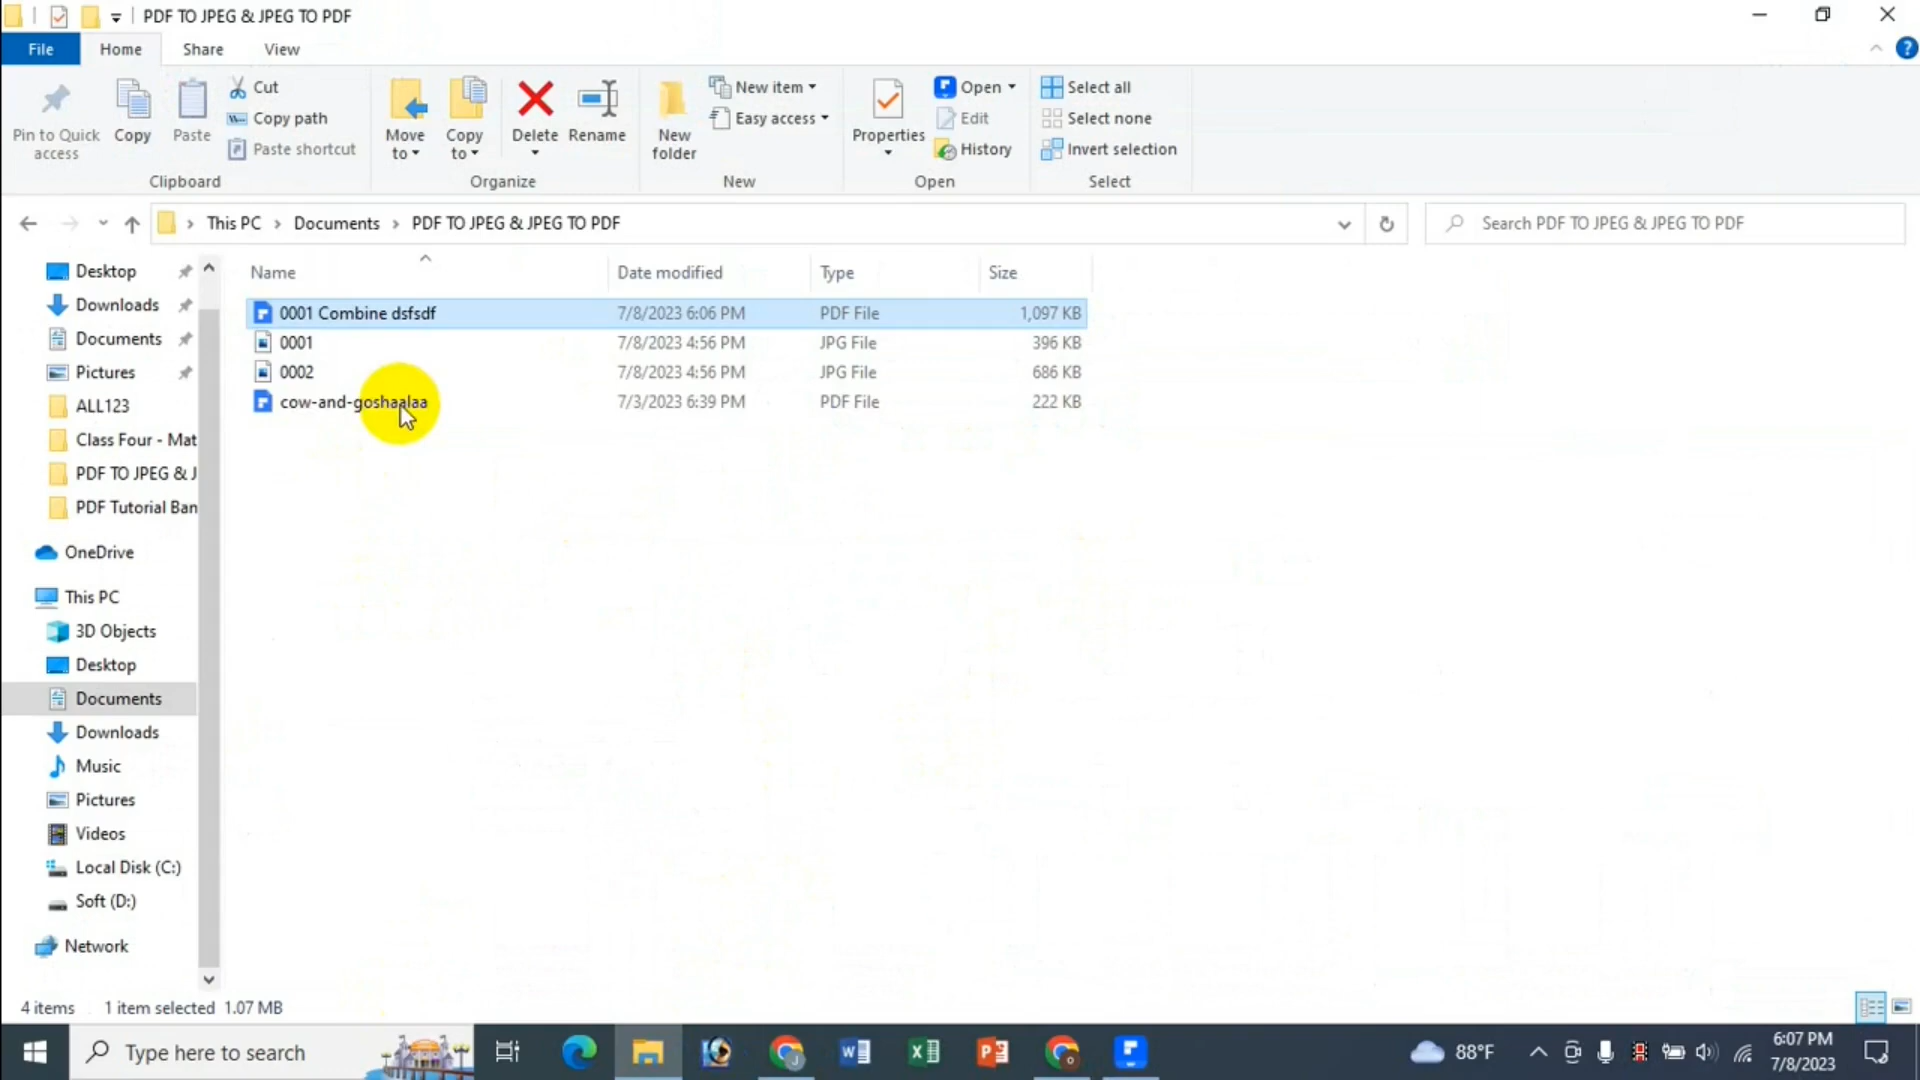 PDF TO JPEG & JPEG TO PDF
File Home Share View
Pin to Quick access
Copy
Paste
Cut
Copy path
Paste shortcut
Clipboard
Move to
Copy to
Delete
Rename
Organize
New folder
New item
Easy access
New
Properties
Open
Edit
History
Open
Select all
Select none
Invert selection
Select
This PC > Documents > PDF TO JPEG & JPEG TO PDF
Search PDF TO JPEG & JPEG TO PDF
Desktop
Downloads
Documents
Pictures
ALL123
Class Four - Mat
PDF TO JPEG & J
PDF Tutorial Ban
OneDrive
This PC
3D Objects
Desktop
Documents
Downloads
Music
Pictures
Videos
Local Disk (C:)
Soft (D:)
Network
Name Date modified Type Size
0001 Combine dsfsdf 7/8/2023 6:06 PM PDF File 1,097 KB
0001 7/8/2023 4:56 PM JPG File 396 KB
0002 7/8/2023 4:56 PM JPG File 686 KB
cow-and-goshaalaa 7/3/2023 6:39 PM PDF File 222 KB
4 items 1 item selected 1.07 MB
Type here to search
88°F
6:07 PM
7/8/2023